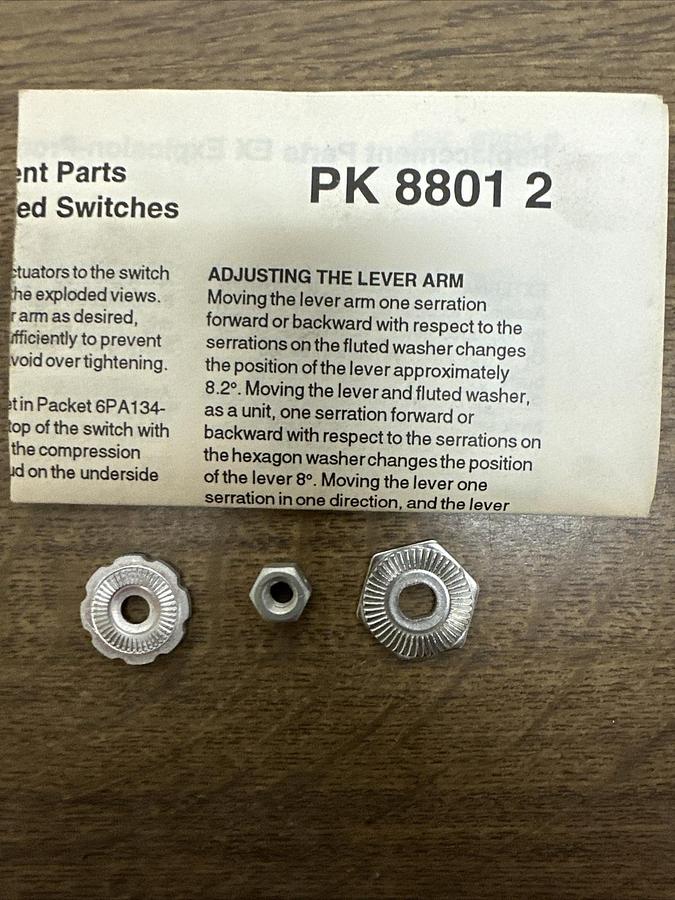 ent Parts
ed Switches
PK 8801 2
ctuators to the switch
he exploded views.
r arm as desired,
ufficiently to prevent
void over tightening.
et in Packet 6PA134-
top of the switch with
the compression
ud on the underside
ADJUSTING THE LEVER ARM
Moving the lever arm one serration
forward or backward with respect to the
serrations on the fluted washer changes
the position of the lever approximately
8.2°. Moving the lever and fluted washer,
as a unit, one serration forward or
backward with respect to the serrations on
the hexagon washer changes the position
of the lever 8°. Moving the lever one
serration in one direction, and the lever